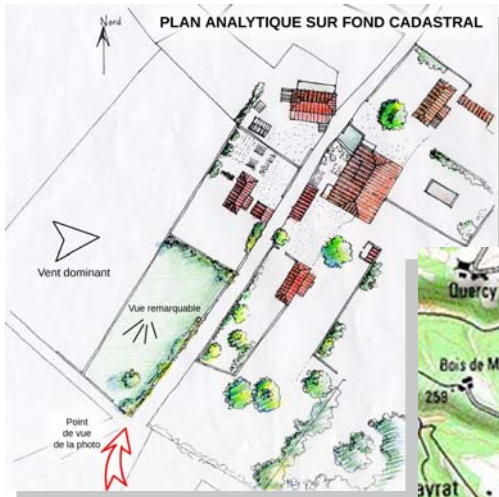 PLAN ANALYTIQUE SUR FOND CADASTRAL
Nord
Vent dominant
Vue remarquable
Point
de vue
de la photo
Quercy
Bois de M
259
ayrat